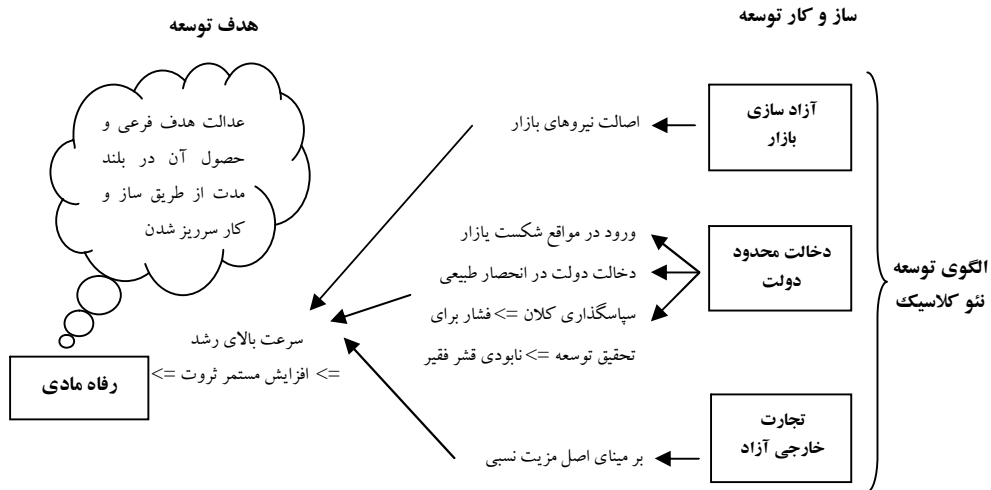 ساز و کار توسعه
هدف توسعه
الگوی توسعه
نئو کلاسیک
آزاد سازی
بازار
اصالت نیروهای بازار
دخالت محدود
دولت
ورود در مواقع شکست یازار
دخالت دولت در انحصار طبیعی
سپاسگذاری کلان => فشار برای
تحقیق توسعه => نابودی قشر فقیر
تجارت
خارجی آزاد
بر مینای اصل مزیت نسبی
سرعت بالای رشد
=> افزایش مستمر ثروت =>
رفاه مادی
عدالت هدف فرعی و
حصول آن در بلند
مدت از طریق ساز و
کار سرریز شدن